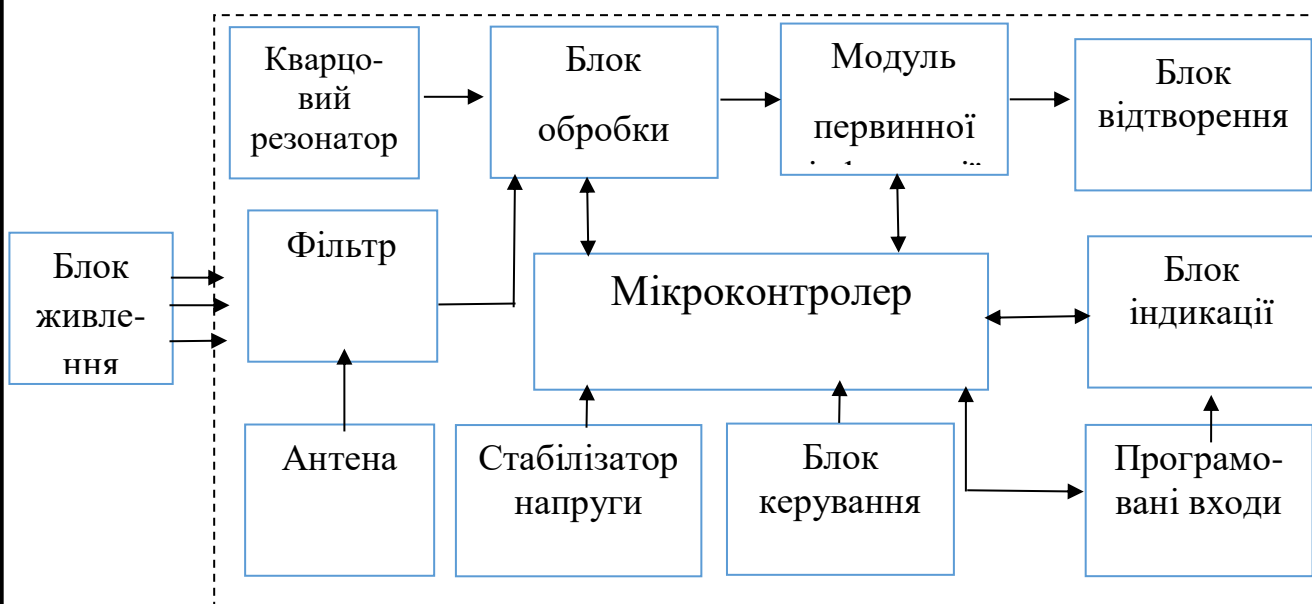 Кварцо-
вий
резонатор
Блок
обробки
Модуль
первинної
Блок
відтворення
Блок
живле-
ння
Фільтр
Мікроконтролер
Блок
індикації
Антена
Стабілізатор
напруги
Блок
керування
Програмо-
вані входи